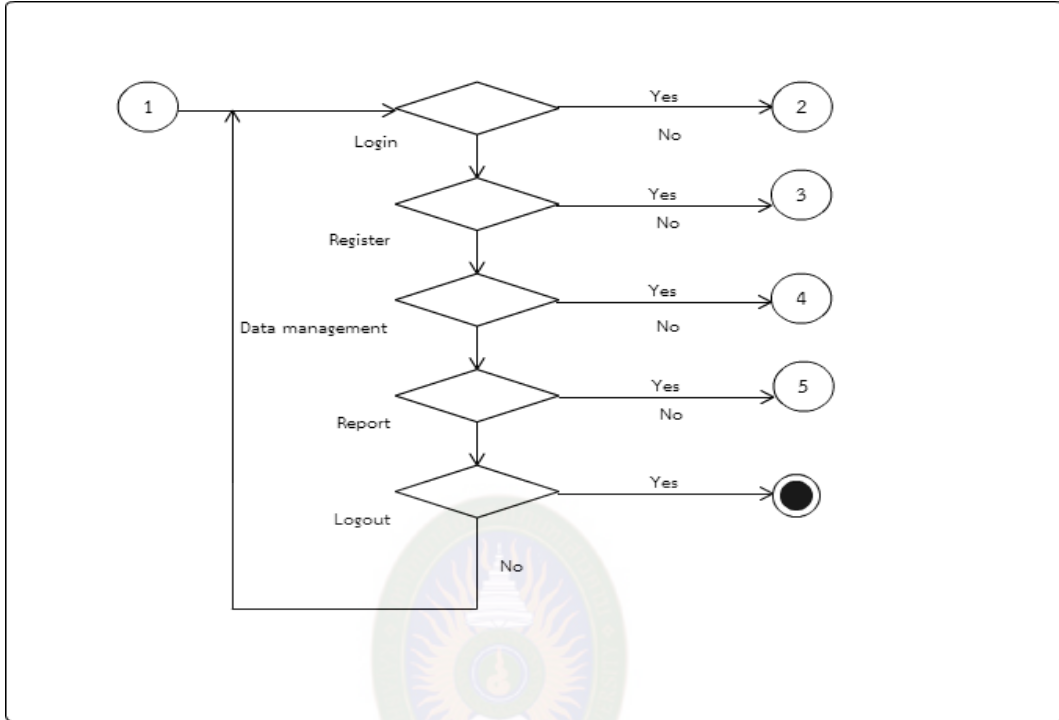 1
Yes
2
Login
No
Yes
3
Register
No
Yes
4
Data management
No
Yes
5
Report
No
Yes
Logout
No